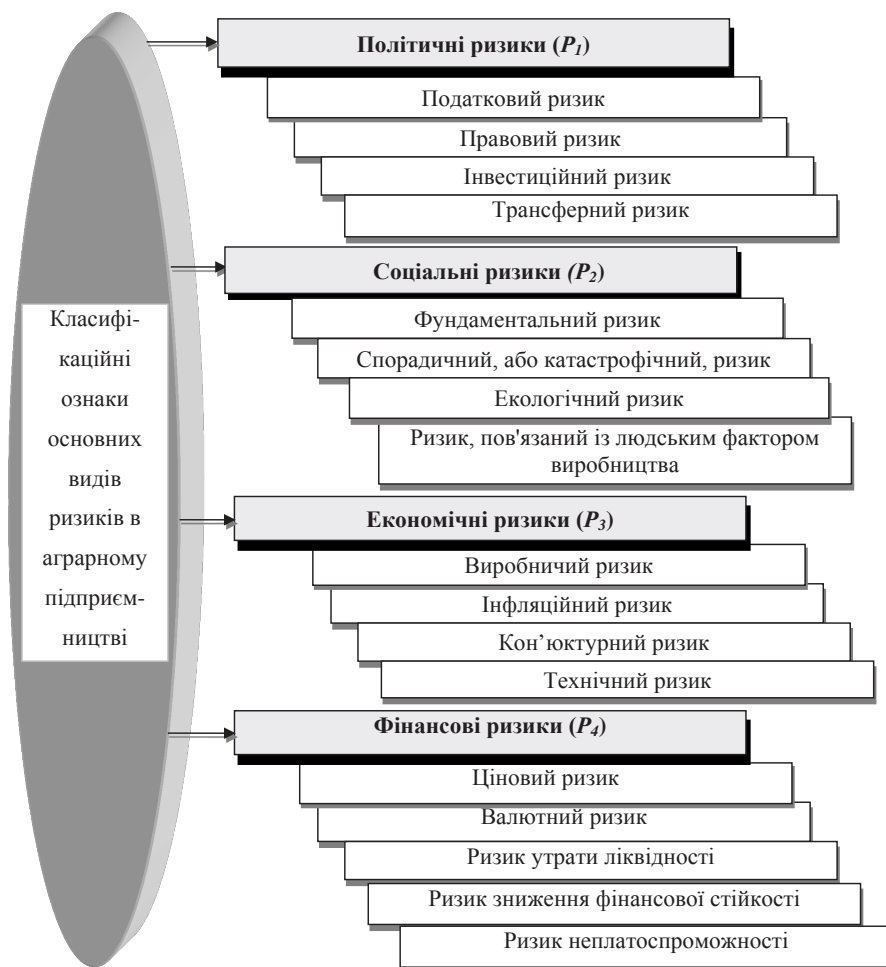 Класифі-
каційні
ознаки
основних
видів
ризиків в
аграрному
підприєм-
ництві
Політичні ризики (P₁)
Податковий ризик
Правовий ризик
Інвестиційний ризик
Трансферний ризик
Соціальні ризики (P₂)
Фундаментальний ризик
Спорадичний, або катастрофічний, ризик
Екологічний ризик
Ризик, пов'язаний із людським фактором
виробництва
Економічні ризики (P₃)
Виробничий ризик
Інфляційний ризик
Кон’юктурний ризик
Технічний ризик
Фінансові ризики (P₄)
Ціновий ризик
Валютний ризик
Ризик утрати ліквідності
Ризик зниження фінансової стійкості
Ризик неплатоспроможності